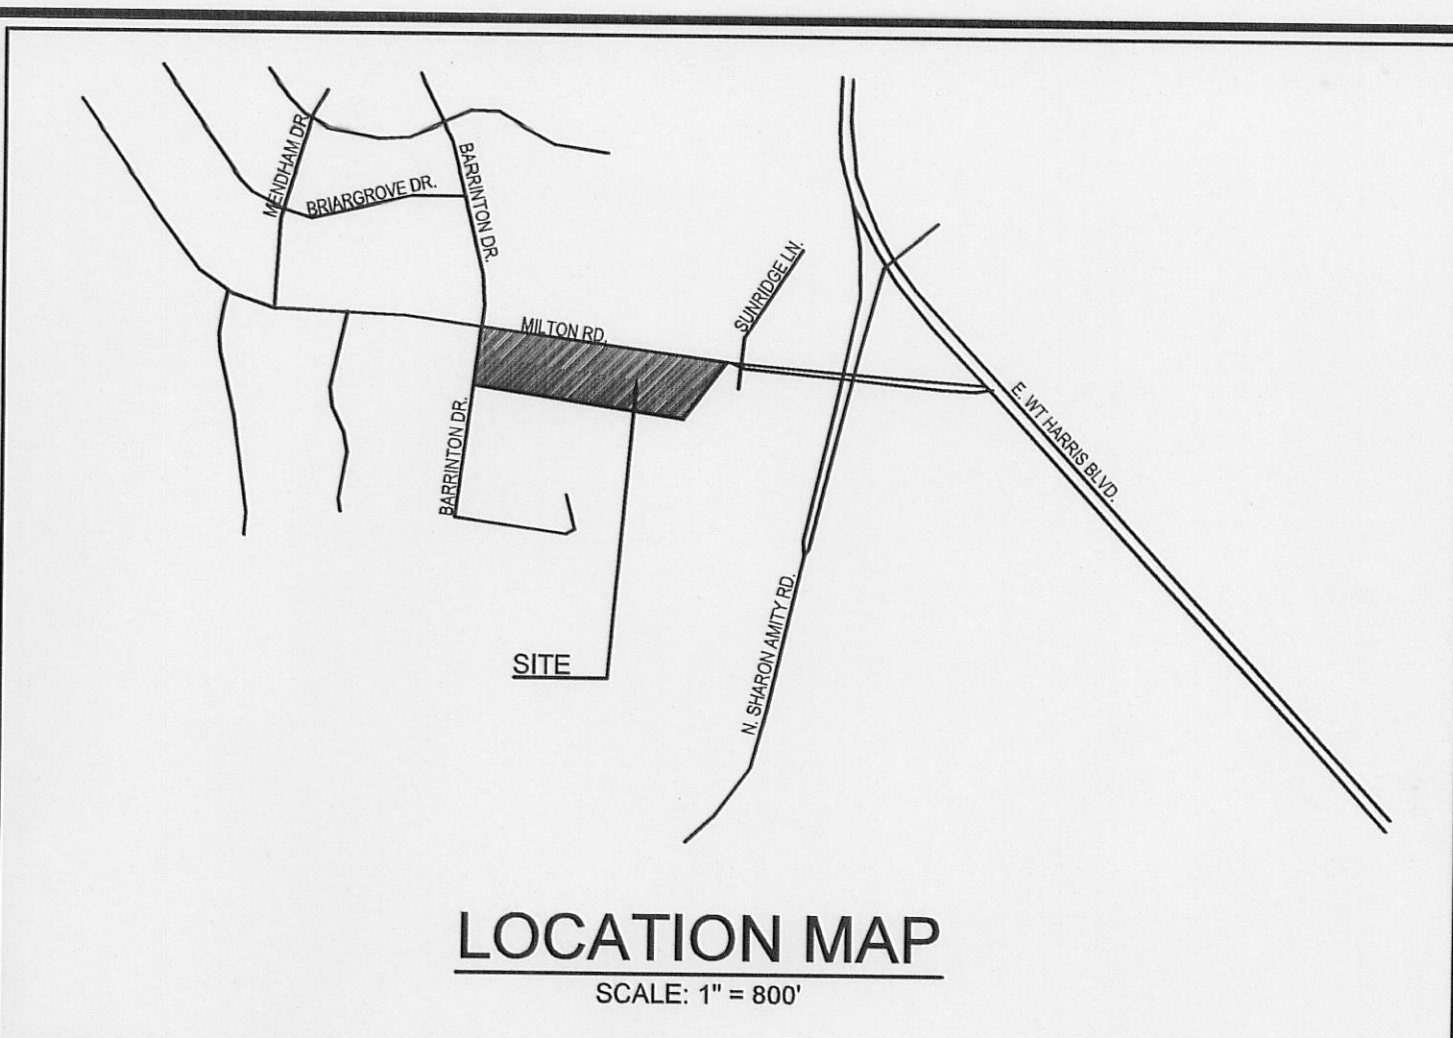 MENDHAM DR.
BRIARGROVE DR.
BARRINTON DR.
MILTON RD.
SUNRIDGE LN.
E. WT HARRIS BLVD.
BARRINTON DR.
N. SHARON AMITY RD.
SITE
LOCATION MAP
SCALE: 1" = 800'